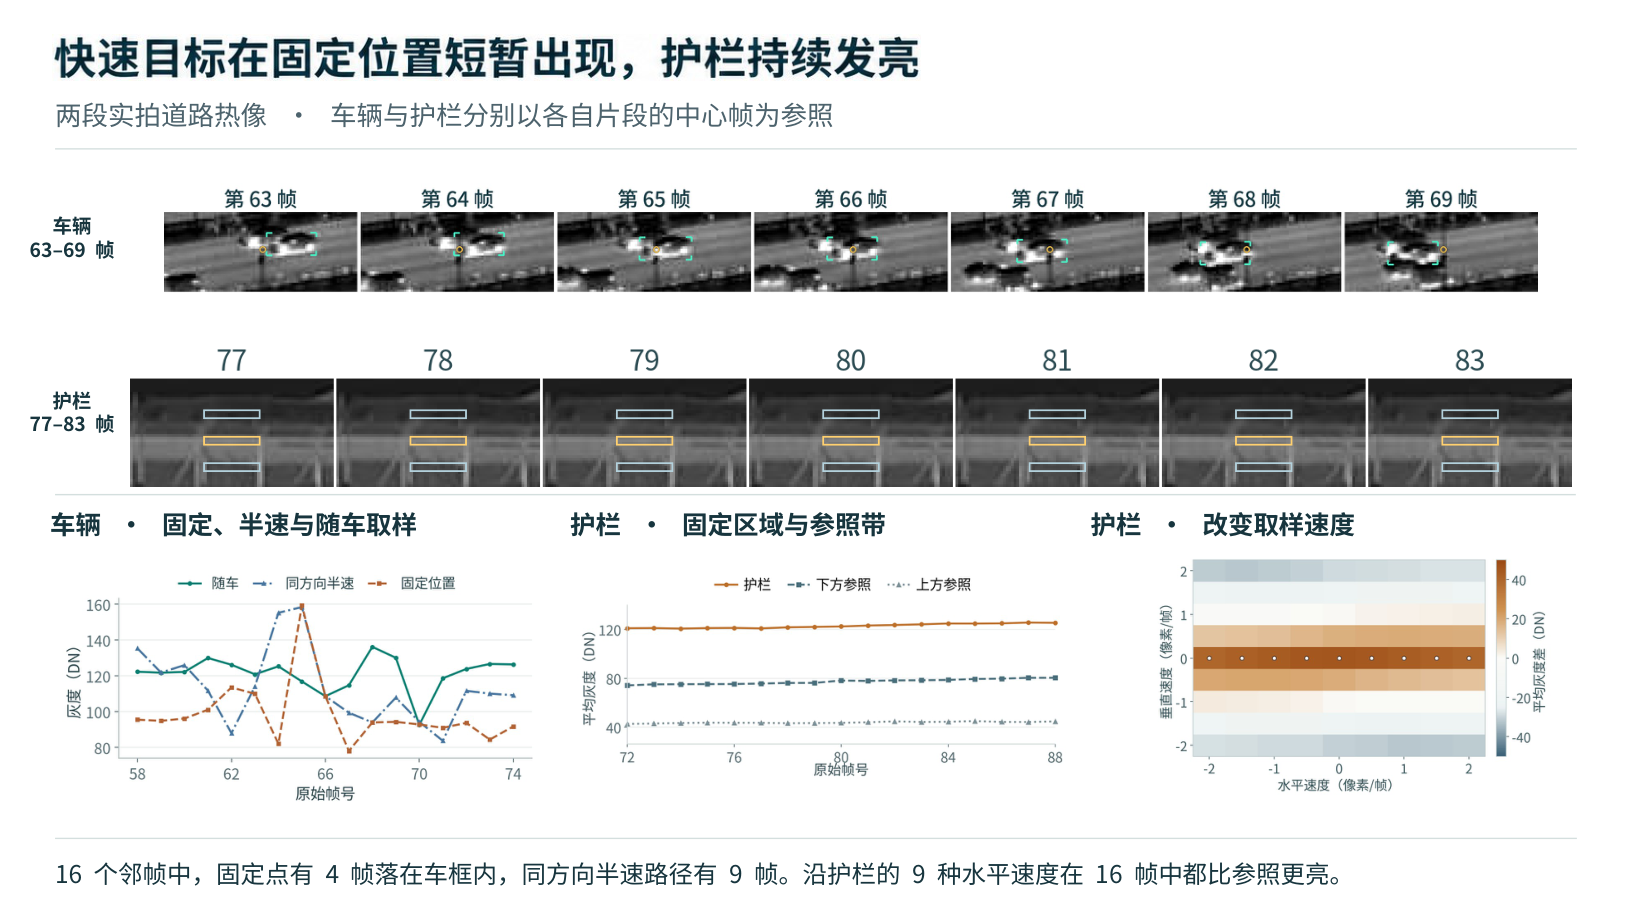 快速目标在固定位置短暂出现，护栏持续发亮
两段实拍道路热像 • 车辆与护栏分别以各自片段的中心帧为参照
第 63 帧 第 64 帧 第 65 帧 第 66 帧 第 67 帧 第 68 帧 第 69 帧
车辆
63–69 帧
77 78 79 80 81 82 83
护栏
77–83 帧
车辆 • 固定、半速与随车取样
随车 同方向半速 固定位置
灰度（DN）
160
140
120
100
80
58 62 66 70 74
原始帧号
护栏 • 固定区域与参照带
护栏 下方参照 上方参照
平均灰度（DN）
120
80
40
72 76 80 84 88
原始帧号
护栏 • 改变取样速度
垂直速度（像素/帧）
2
1
0
-1
-2
-2 -1 0 1 2
水平速度（像素/帧）
40
20
0
-20
-40
平均灰度差（DN）
16 个邻帧中，固定点有 4 帧落在车框内，同方向半速路径有 9 帧。沿护栏的 9 种水平速度在 16 帧中都比参照更亮。